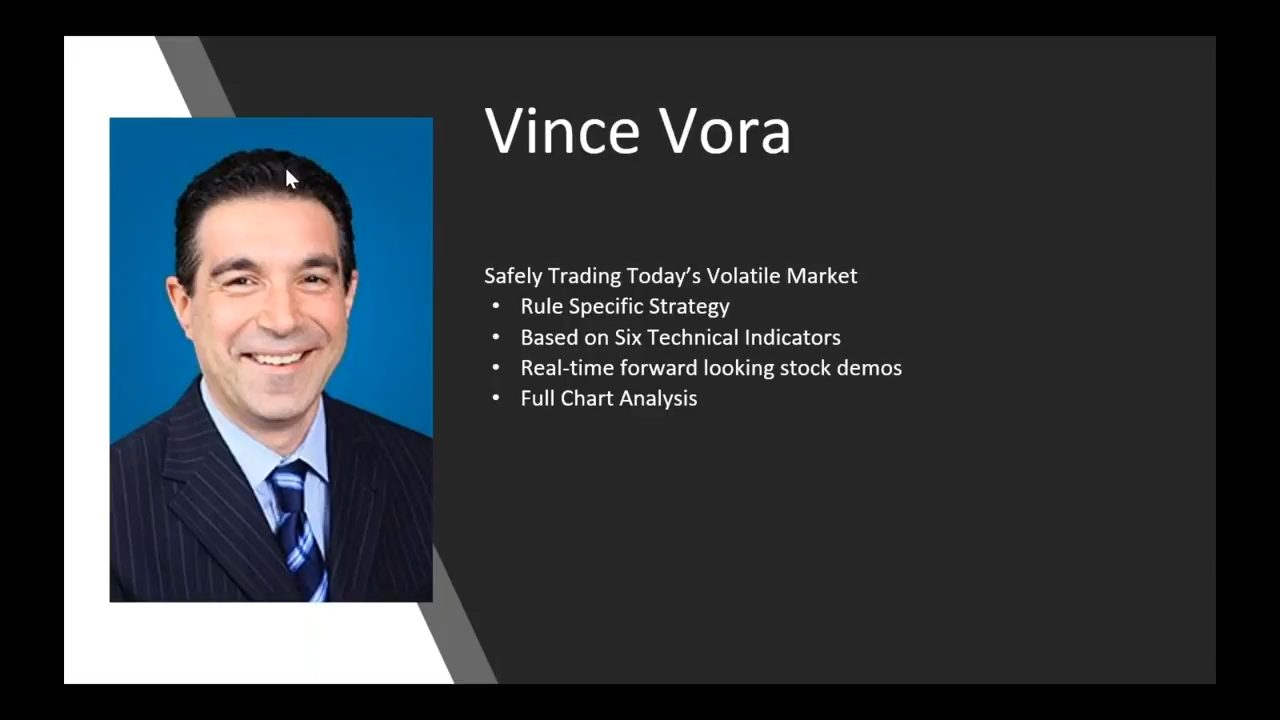 Vince Vora
Safely Trading Today’s Volatile Market
• Rule Specific Strategy
• Based on Six Technical Indicators
• Real-time forward looking stock demos
• Full Chart Analysis